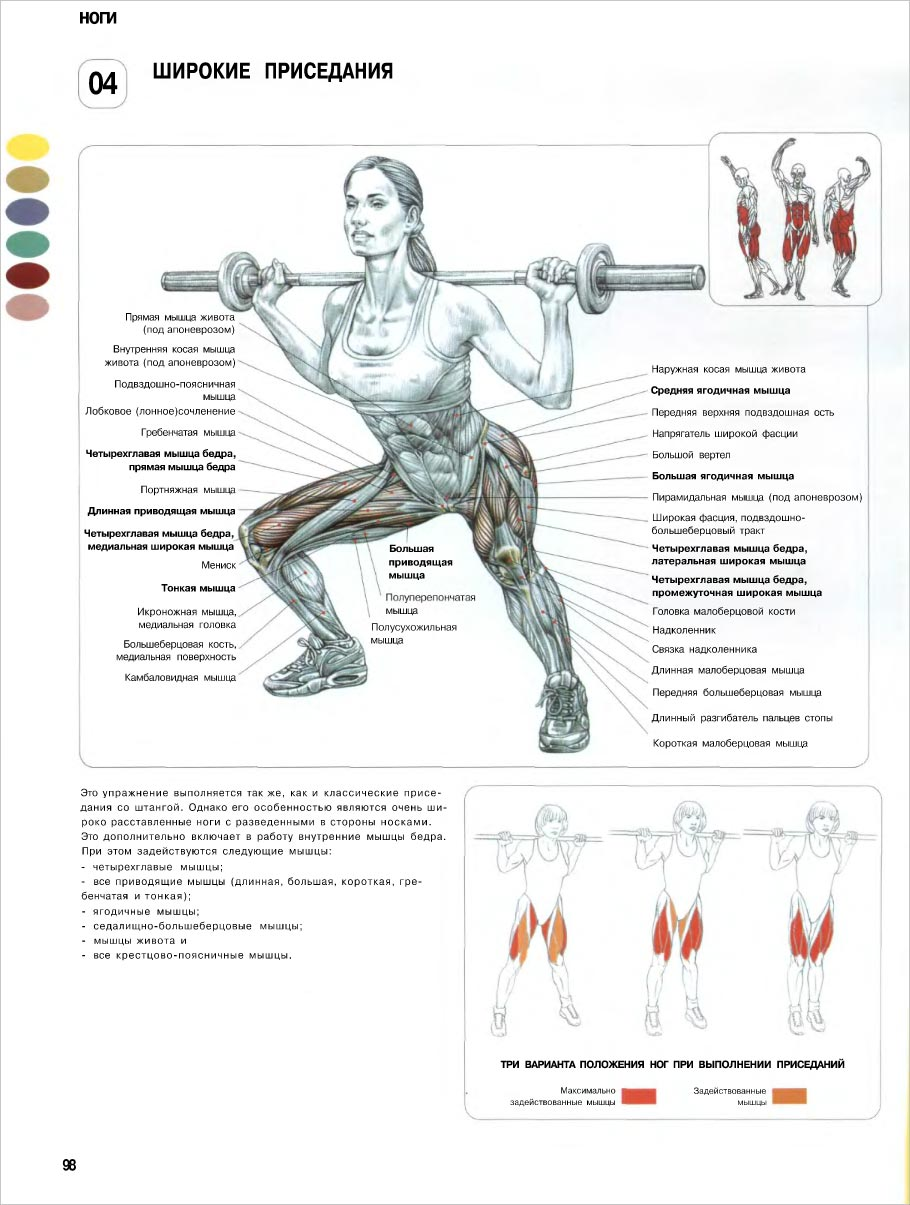 НОГИ
04
ШИРОКИЕ ПРИСЕДАНИЯ
Прямая мышца живота
(под апоневрозом)
Внутренняя косая мышца
живота (под апоневрозом)
Подвздошно-поясничная
мышца
Лобковое (лонное)сочленение
Гребенчатая мышца
Четырехглавая мышца бедра,
прямая мышца бедра
Портняжная мышца
Длинная приводящая мышца
Четырехглавая мышца бедра,
медиальная широкая мышца
Мениск
Тонкая мышца
Икроножная мышца,
медиальная головка
Большеберцовая кость,
медиальная поверхность
Камбаловидная мышца
Большая
приводящая
мышца
Полуперепончатая
мышца
Полусухожильная
мышца
Наружная косая мышца живота
Средняя ягодичная мышца
Передняя верхняя подвздошная ость
Напрягатель широкой фасции
Большой вертел
Большая ягодичная мышца
Пирамидальная мышца (под апоневрозом)
Широкая фасция, подвздошно-
большеберцовый тракт
Четырехглавая мышца бедра,
латеральная широкая мышца
Четырехглавая мышца бедра,
промежуточная широкая мышца
Головка малоберцовой кости
Надколенник
Связка надколенника
Длинная малоберцовая мышца
Передняя большеберцовая мышца
Длинный разгибатель пальцев стопы
Короткая малоберцовая мышца
Это упражнение выполняется так же, как и классические присе-
дания со штангой. Однако его особенностью являются очень ши-
роко расставленные ноги с разведенными в стороны носками.
Это дополнительно включает в работу внутренние мышцы бедра.
При этом задействуются следующие мышцы:
- четырехглавые мышцы;
- все приводящие мышцы (длинная, большая, короткая, гре-
бенчатая и тонкая);
- ягодичные мышцы;
- седалищно-большеберцовые мышцы;
- мышцы живота и
- все крестцово-поясничные мышцы.
ТРИ ВАРИАНТА ПОЛОЖЕНИЯ НОГ ПРИ ВЫПОЛНЕНИИ ПРИСЕДАНИЙ
Максимально
задействованные мышцы
Задействованные
мышцы
98